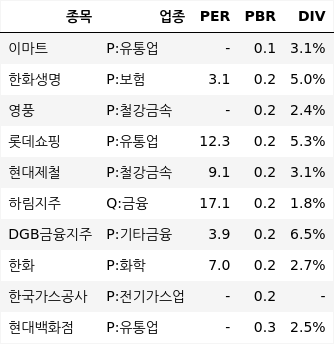 종목 업종 PER PBR DIV
이마트 P:유통업 - 0.1 3.1%
한화생명 P:보험 3.1 0.2 5.0%
영풍 P:철강금속 - 0.2 2.4%
롯데쇼핑 P:유통업 12.3 0.2 5.3%
현대제철 P:철강금속 9.1 0.2 3.1%
하림지주 Q:금융 17.1 0.2 1.8%
DGB금융지주 P:기타금융 3.9 0.2 6.5%
한화 P:화학 7.0 0.2 2.7%
한국가스공사 P:전기가스업 - 0.2 -
현대백화점 P:유통업 - 0.3 2.5%